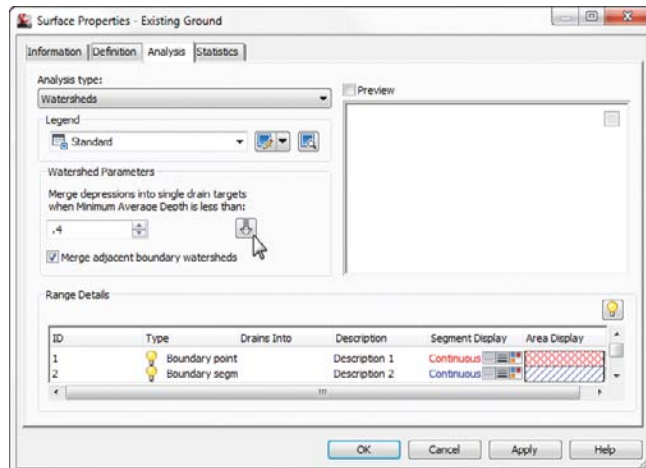 Surface Properties - Existing Ground
Information Definition Analysis Statistics
Analysis type:
Watersheds
Preview
Legend
Standard
Watershed Parameters
Merge depressions into single drain targets
when Minimum Average Depth is less than:
.4
Merge adjacent boundary watersheds
Range Details
ID Type Drains Into Description Segment Display Area Display
1 Boundary point Description 1 Continuous
2 Boundary segm Description 2 Continuous
OK Cancel Apply Help